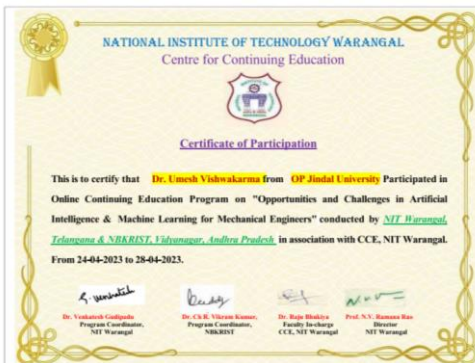 NATIONAL INSTITUTE OF TECHNOLOGY WARANGAL
Centre for Continuing Education
Certificate of Participation
This is to certify that Dr. Umesh Vishwakarma from OP Jindal University Participated in
Online Continuing Education Program on "Opportunities and Challenges in Artificial
Intelligence & Machine Learning for Mechanical Engineers" conducted by NIT Warangal,
Telangana & NBKRIST, Vidyanagar, Andhra Pradesh in association with CCE, NIT Warangal.
From 24-04-2023 to 28-04-2023.
Dr. Venkatesh Gudipadu
Program Coordinator,
NIT Warangal
Dr. Ch B. Vikram Kumar,
Program Coordinator,
NBKRIST
Dr. Raju Bhukya
Faculty In-charge
CCE, NIT Warangal
Prof. N.V. Ramana Rao
Director
NIT Warangal